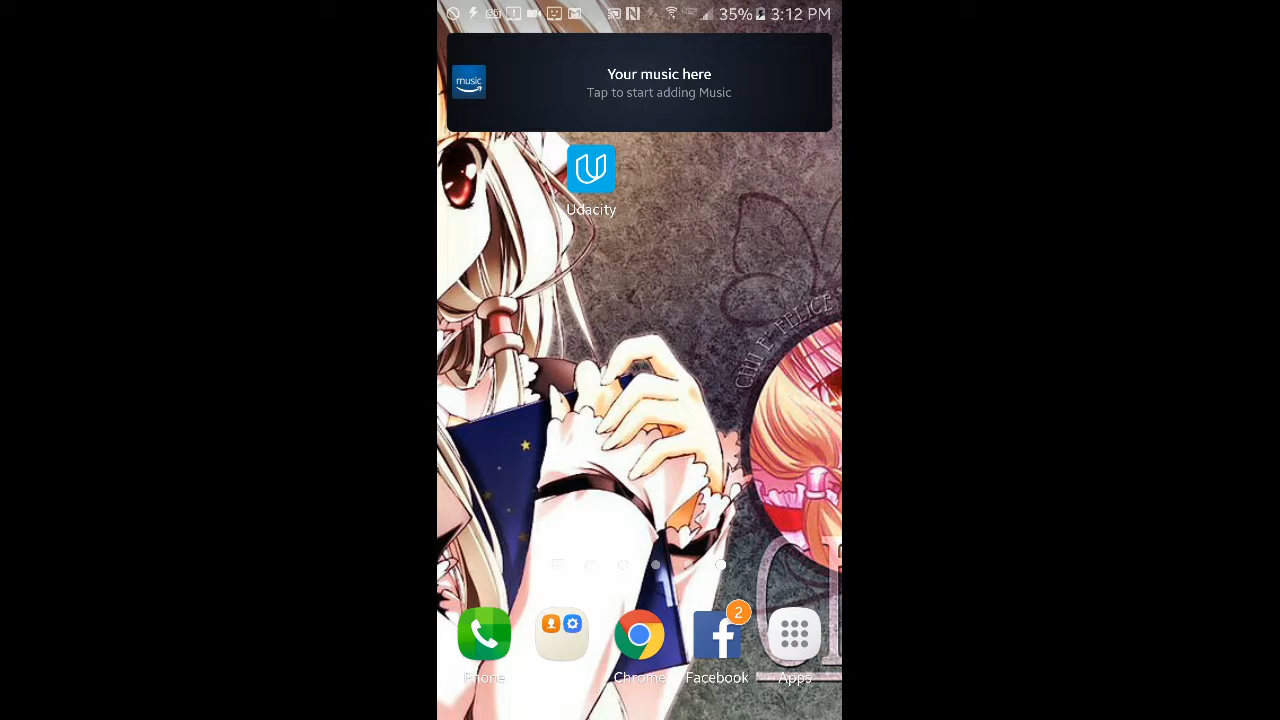 35% 3:12 PM
music
Your music here
Tap to start adding Music
Udacity
CUI E' FELICE
2
Phone
Chrome
Facebook
Apps